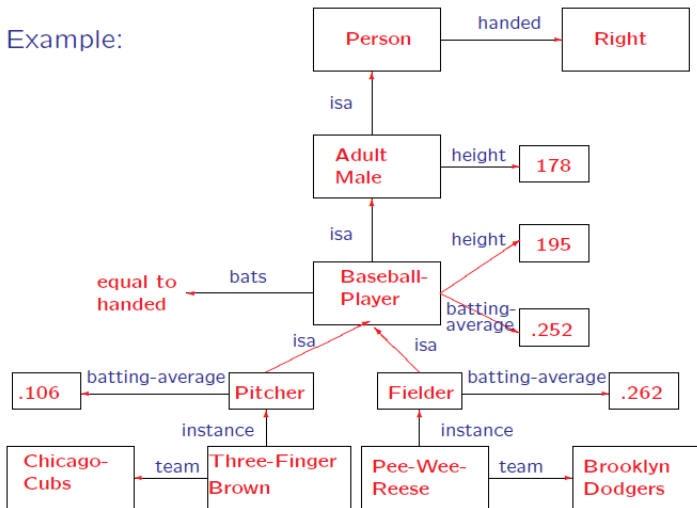 Example:
Person
handed
Right
isa
Adult
Male
height
178
isa
height
195
equal to
handed
bats
Baseball-
Player
batting-
average
.252
isa
isa
.106
batting-average
Pitcher
Fielder
batting-average
.262
instance
instance
Chicago-
Cubs
team
Three-Finger
Brown
Pee-Wee-
Reese
team
Brooklyn
Dodgers